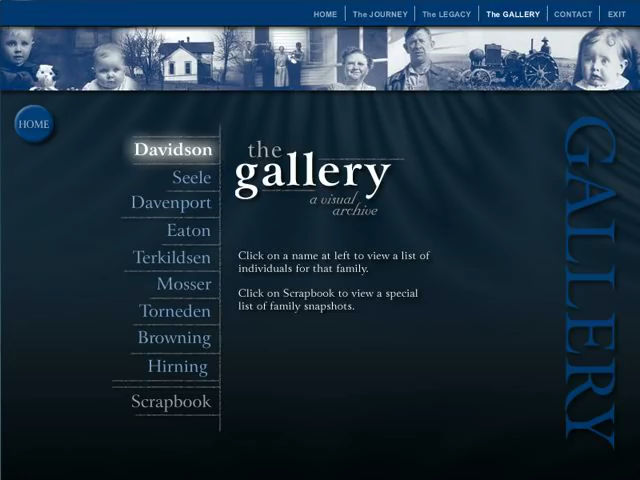 HOME
The JOURNEY
The LEGACY
The GALLERY
CONTACT
EXIT
HOME
Davidson
Seele
Davenport
Eaton
Terkildsen
Mosser
Torneden
Browning
Hirning
Scrapbook
the
gallery
a visual
archive
Click on a name at left to view a list of
individuals for that family.
Click on Scrapbook to view a special
list of family snapshots.
GALLERY